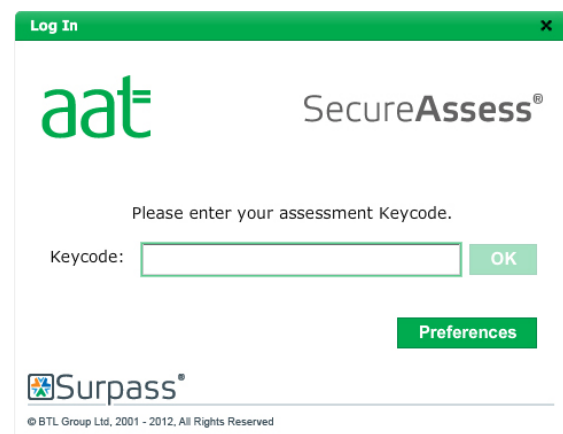 Log In ×
aat
SecureAssess®
Please enter your assessment Keycode.
Keycode: OK
Preferences
Surpass®
© BTL Group Ltd, 2001 - 2012, All Rights Reserved